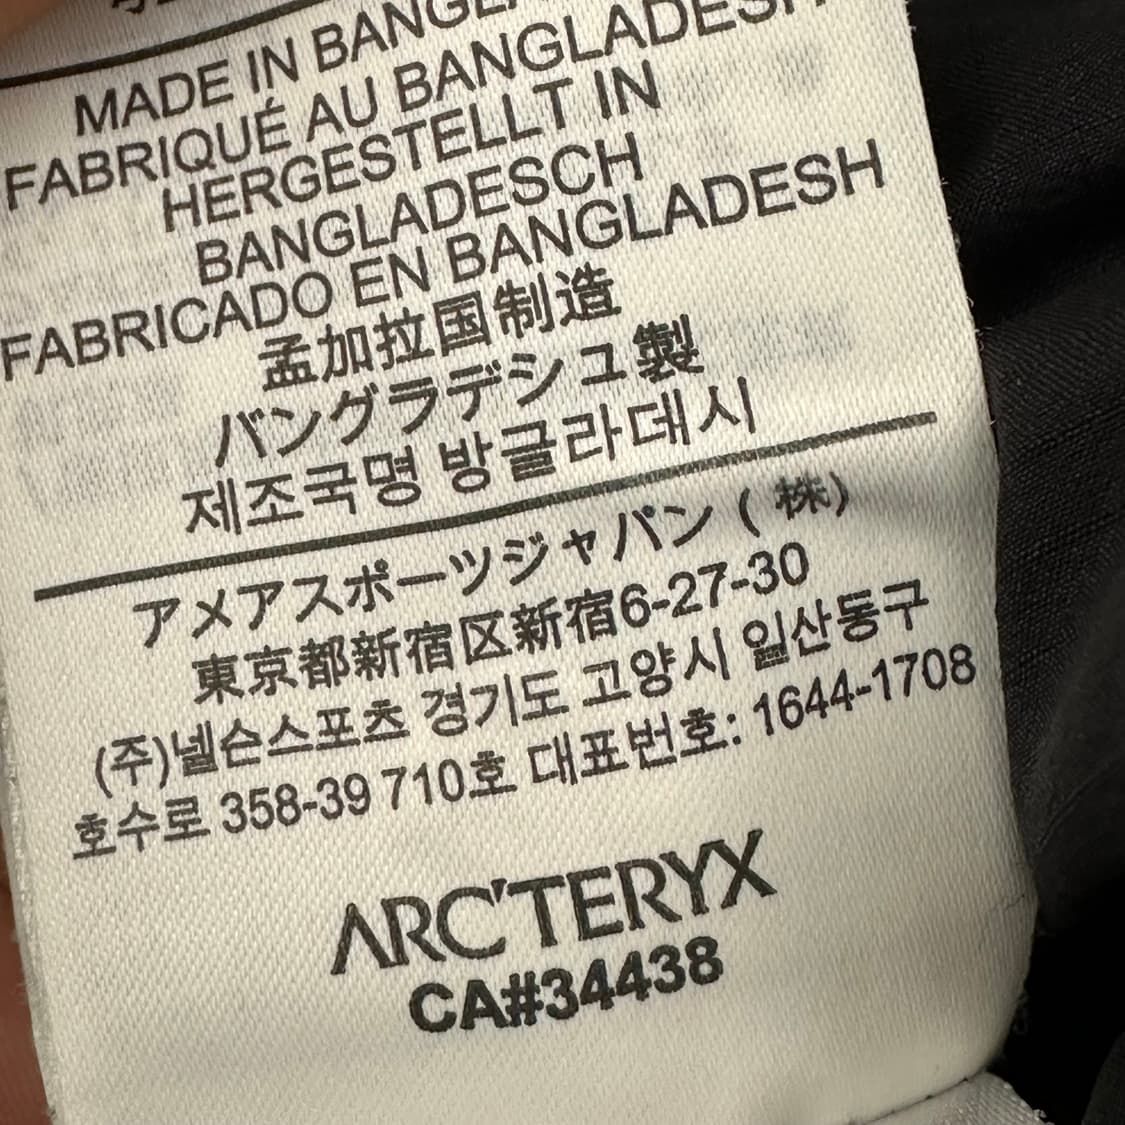 MADE IN BANGL
FABRIQUÉ AU BANGLADESH
HERGESTELLT IN
BANGLADESCH
FABRICADO EN BANGLADESH
孟加拉国制造
バングラデシュ製
제조국명 방글라데시
アメアスポーツジャパン ( 株)
東京都新宿区新宿6-27-30
(주)넬슨스포츠 경기도 고양시 일산동구
호수로 358-39 710호 대표번호: 1644-1708
ARC'TERYX
CA#34438